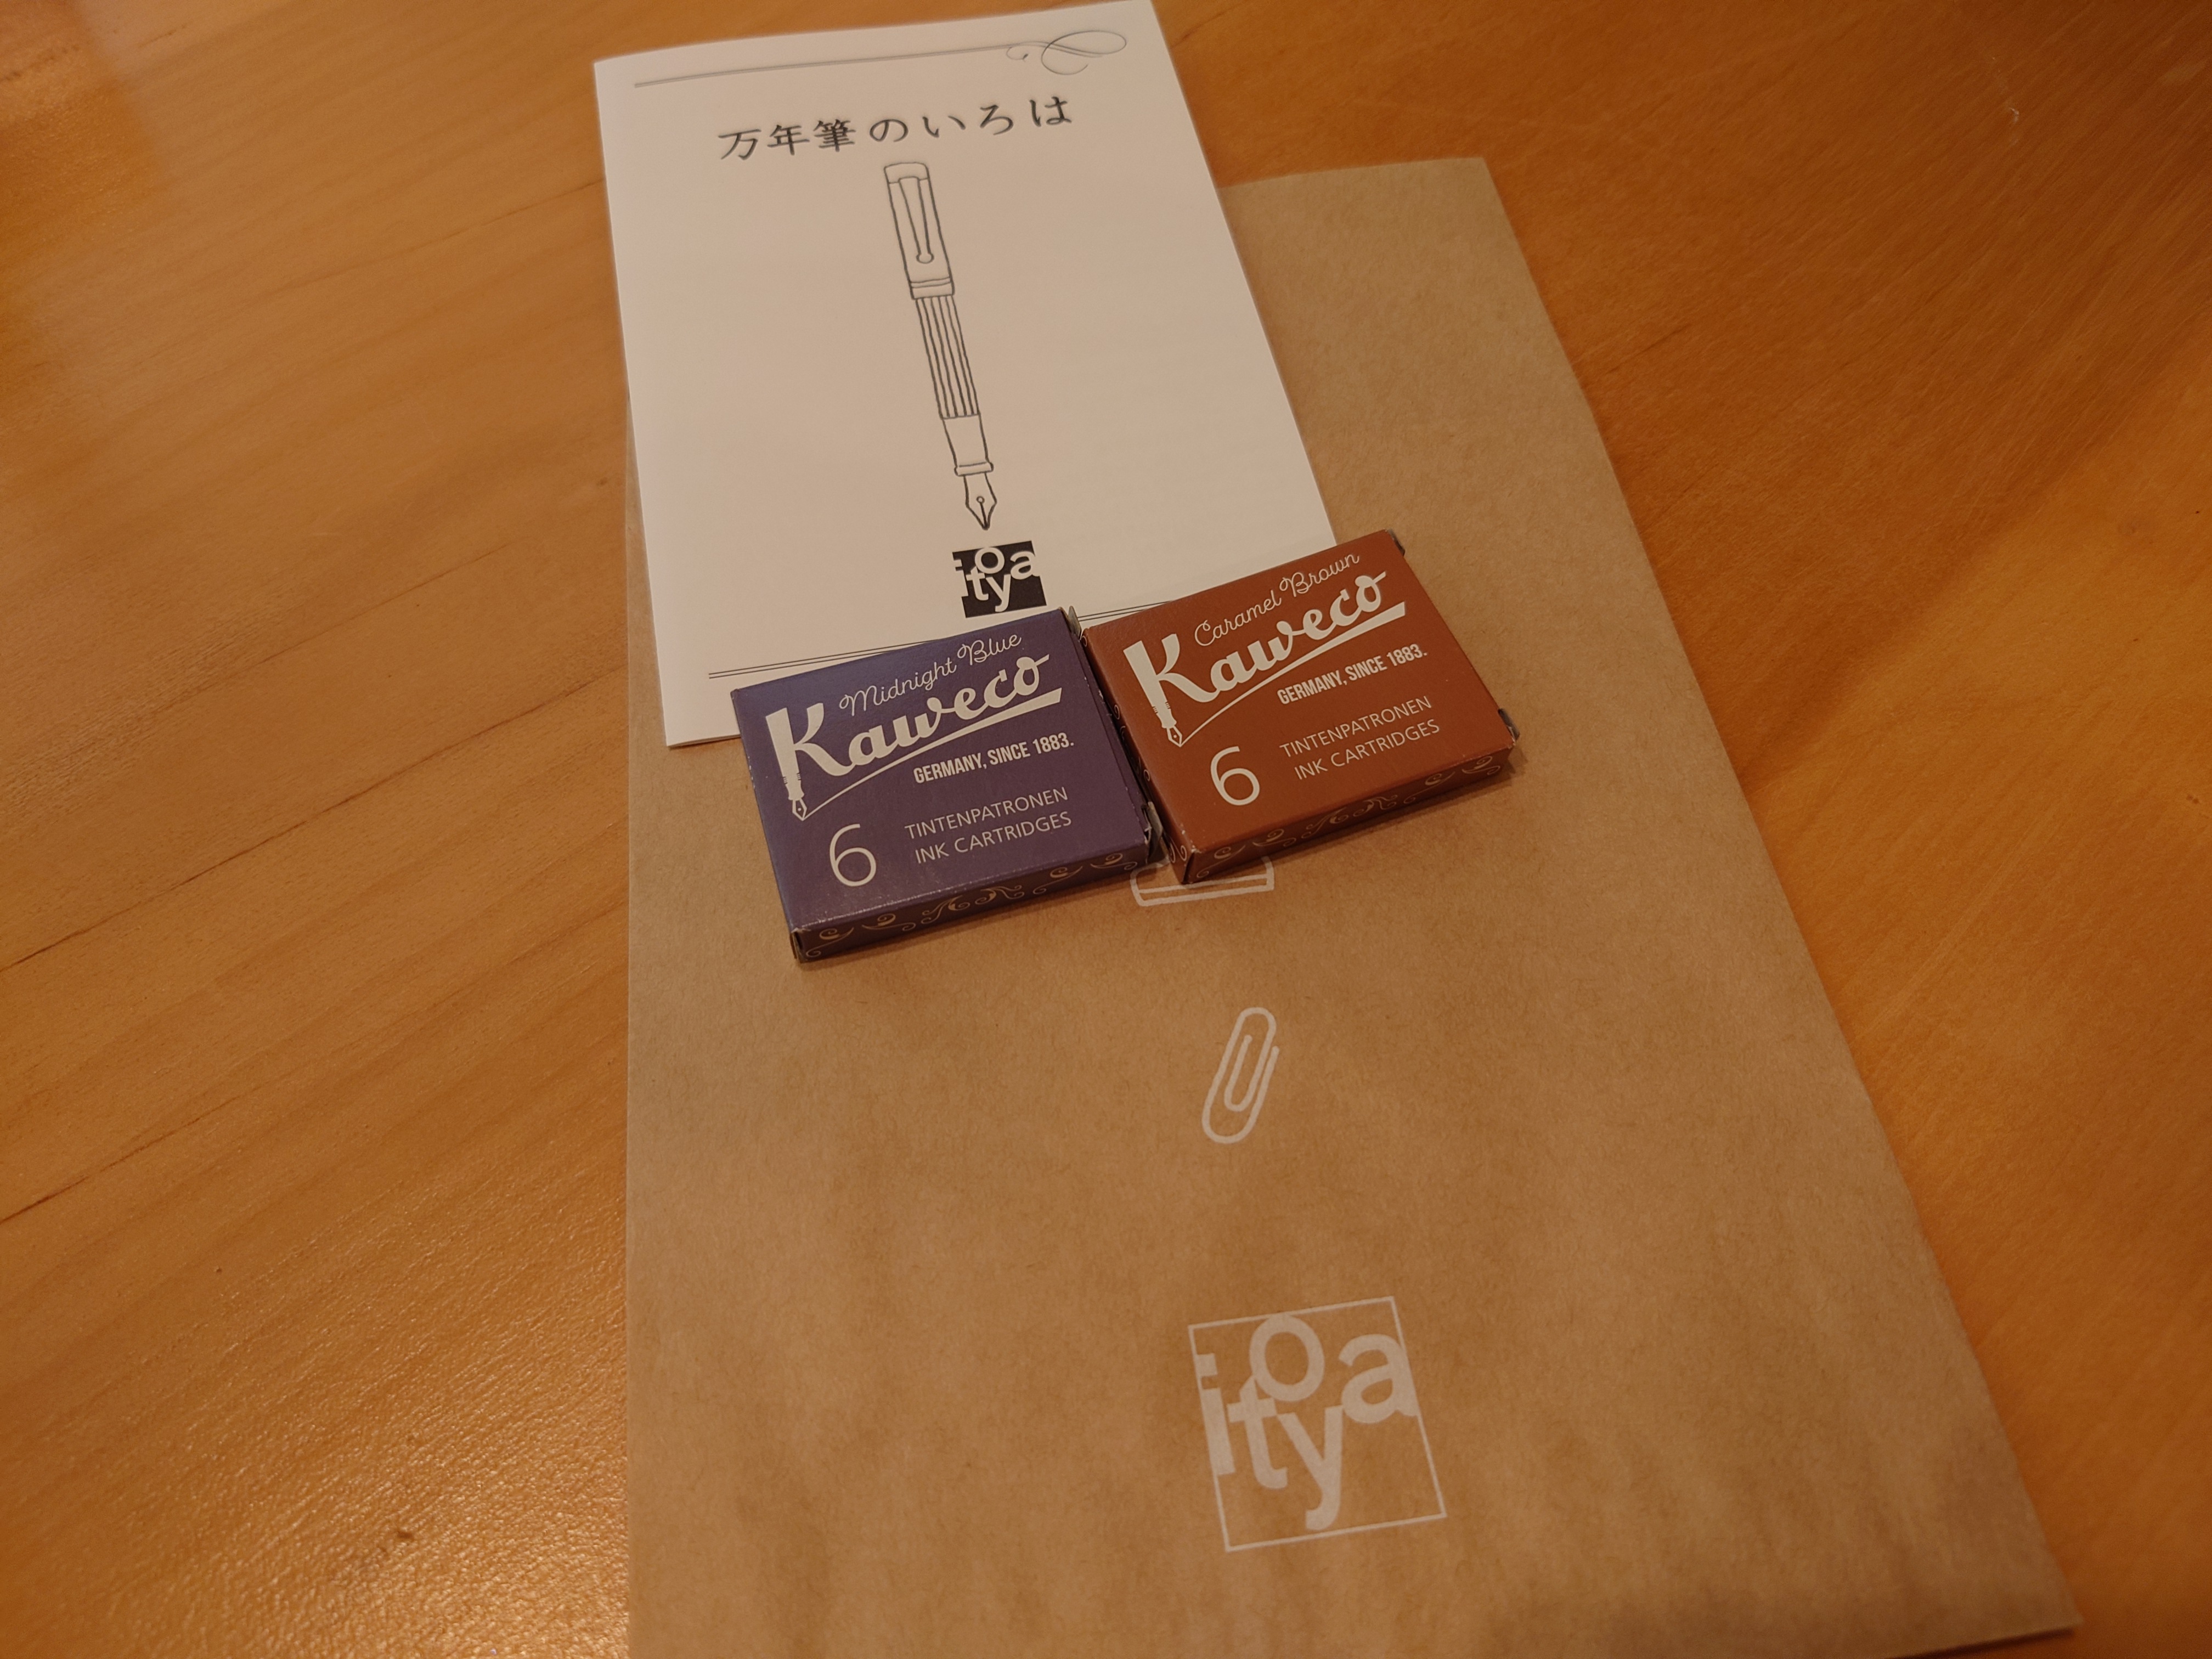 万年筆のいろは
itoya
Midnight Blue
Kaweco
GERMANY, SINCE 1883.
6
TINTENPATRONEN
INK CARTRIDGES
Caramel Brown
Kaweco
GERMANY, SINCE 1883.
6
TINTENPATRONEN
INK CARTRIDGES
itoya